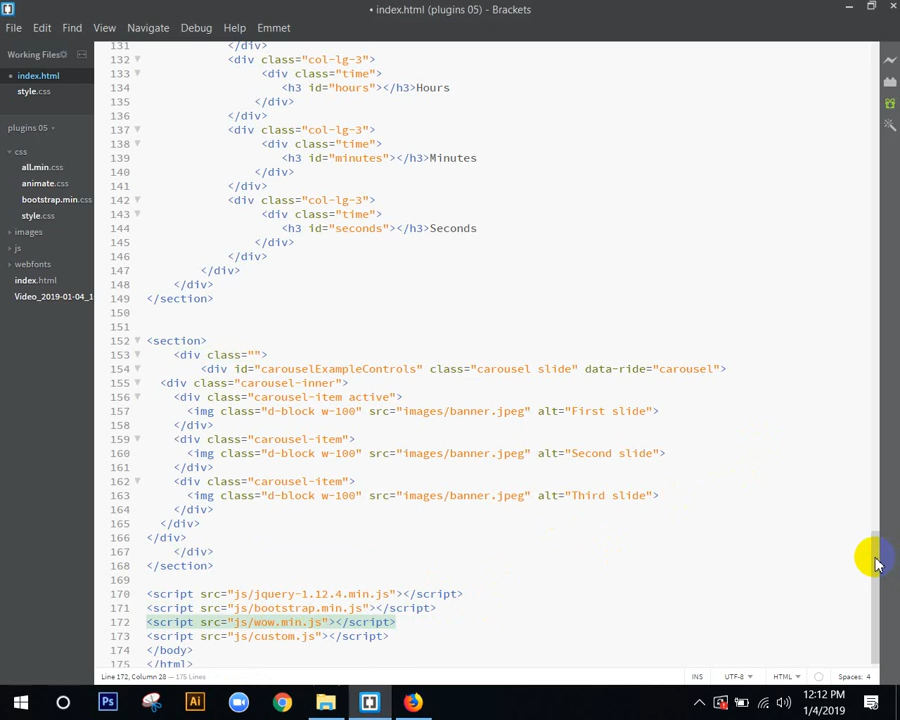 • index.html (plugins 05) - Brackets
File Edit Find View Navigate Debug Help Emmet
Working Files
• index.html
style.css
plugins 05
css
all.min.css
animate.css
bootstrap.min.css
style.css
images
js
webfonts
index.html
Video_2019-01-04_1
131 </div>
132 <div class="col-lg-3">
133 <div class="time">
134 <h3 id="hours"></h3>Hours
135 </div>
136 </div>
137 <div class="col-lg-3">
138 <div class="time">
139 <h3 id="minutes"></h3>Minutes
140 </div>
141 </div>
142 <div class="col-lg-3">
143 <div class="time">
144 <h3 id="seconds"></h3>Seconds
145 </div>
146 </div>
147 </div>
148 </div>
149 </section>
150
151
152 <section>
153 <div class="">
154 <div id="carouselExampleControls" class="carousel slide" data-ride="carousel">
155 <div class="carousel-inner">
156 <div class="carousel-item active">
157 <img class="d-block w-100" src="images/banner.jpeg" alt="First slide">
158 </div>
159 <div class="carousel-item">
160 <img class="d-block w-100" src="images/banner.jpeg" alt="Second slide">
161 </div>
162 <div class="carousel-item">
163 <img class="d-block w-100" src="images/banner.jpeg" alt="Third slide">
164 </div>
165 </div>
166 </div>
167 </div>
168 </section>
169
170 <script src="js/jquery-1.12.4.min.js"></script>
171 <script src="js/bootstrap.min.js"></script>
172 <script src="js/wow.min.js"></script>
173 <script src="js/custom.js"></script>
174 </body>
175 </html>
Line 172, Column 28 - 175 Lines
INS UTF-8 HTML Spaces: 4
Ps Ai
12:12 PM
1/4/2019